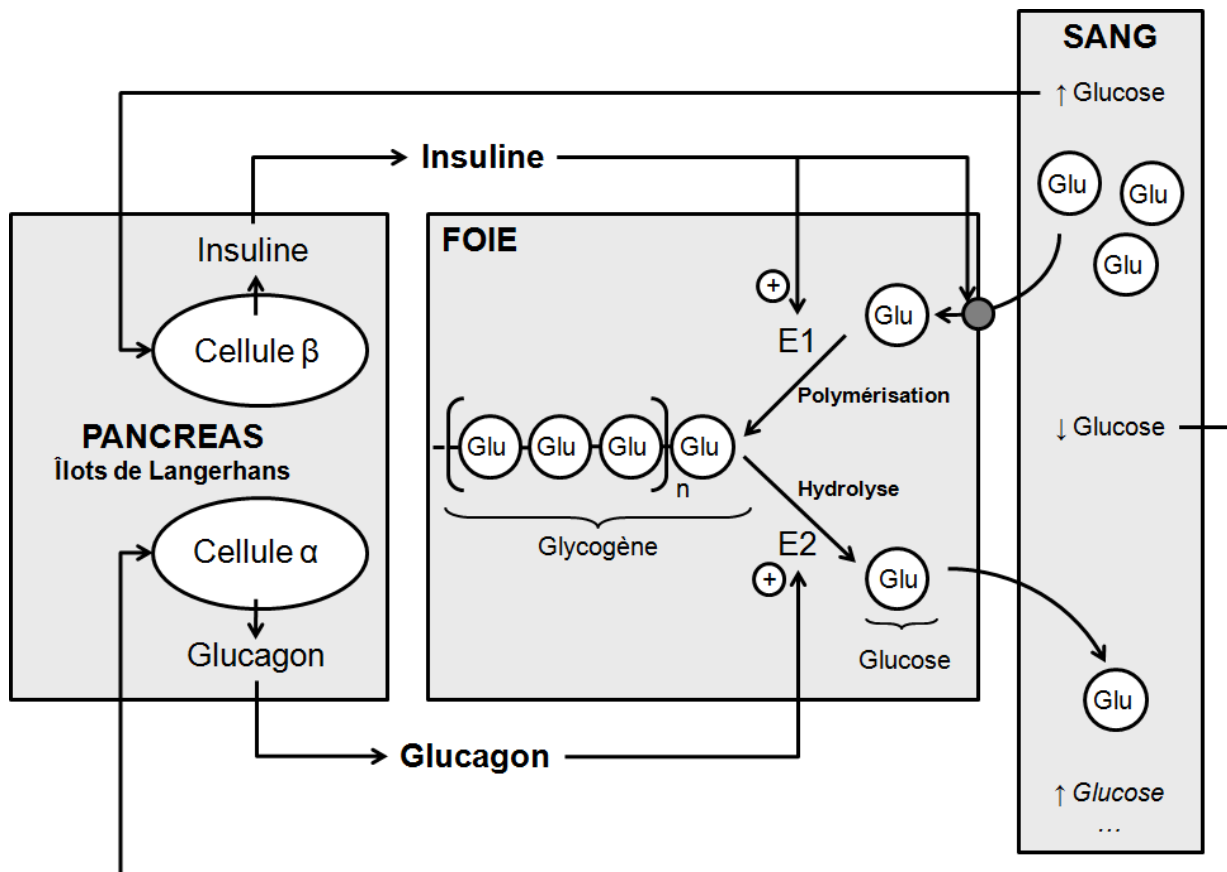 SANG
↑ Glucose
Glu
Glu
Glu
Insuline
PANCREAS
Îlots de Langerhans
Insuline
Cellule β
Cellule α
Glucagon
FOIE
+
E1
Glu
Polymérisation
Glu
Glu
Glu
Glu
n
Glycogène
Hydrolyse
E2
+
Glu
Glucose
Glucagon
↓ Glucose
Glu
↑ Glucose
...